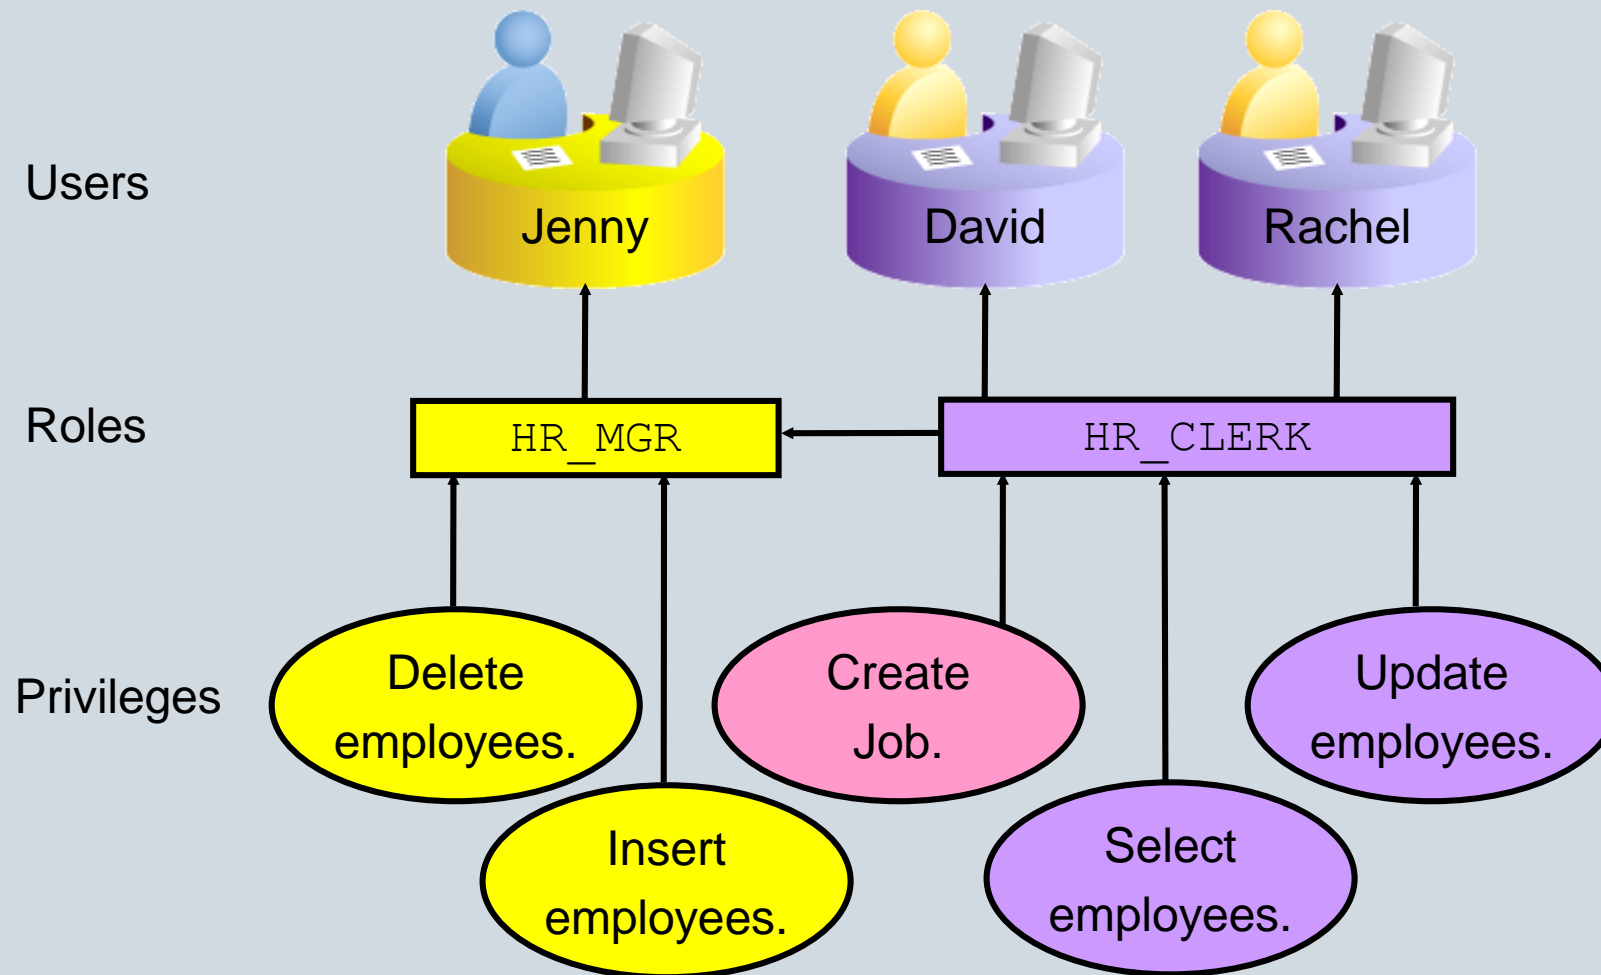 Users
Jenny
David
Rachel
Roles
HR_MGR
HR_CLERK
Privileges
Delete
employees.
Create
Job.
Update
employees.
Insert
employees.
Select
employees.